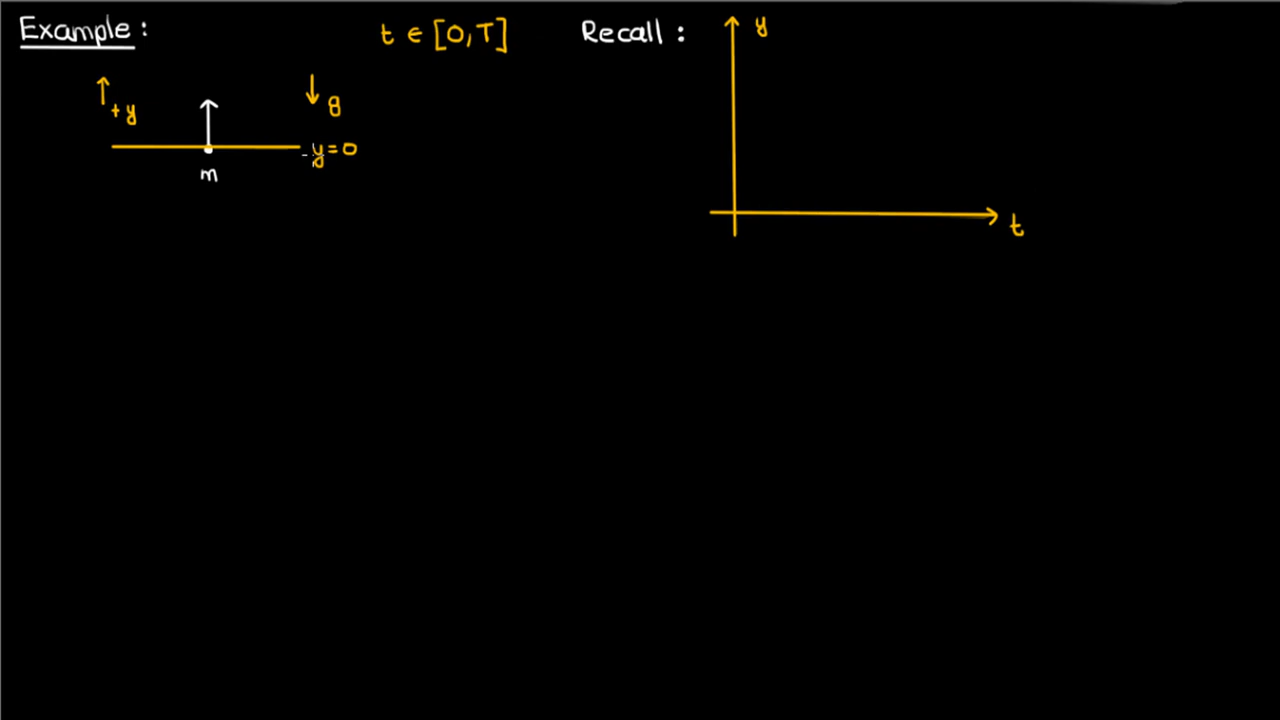 Example :
t ∈ [0,T]
Recall :
y
+y
g
y=0
m
t